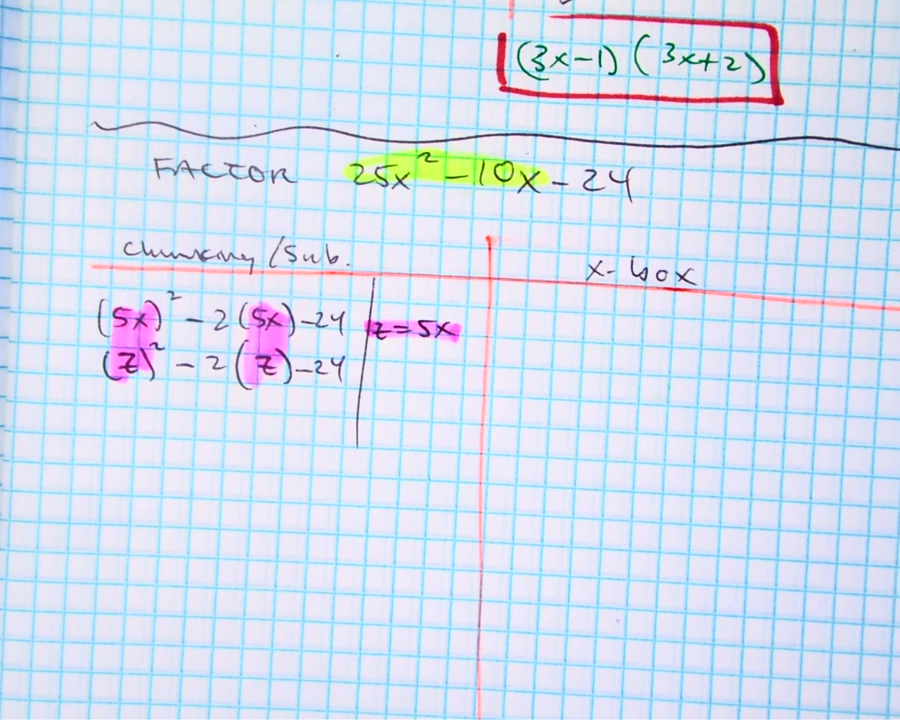 (3x-1) (3x+2)
FACTOR 25x² -10x - 24
chunking / Sub.
x-box
(5x)² - 2(5x) -24
z = 5x
(z)² - 2(z) -24